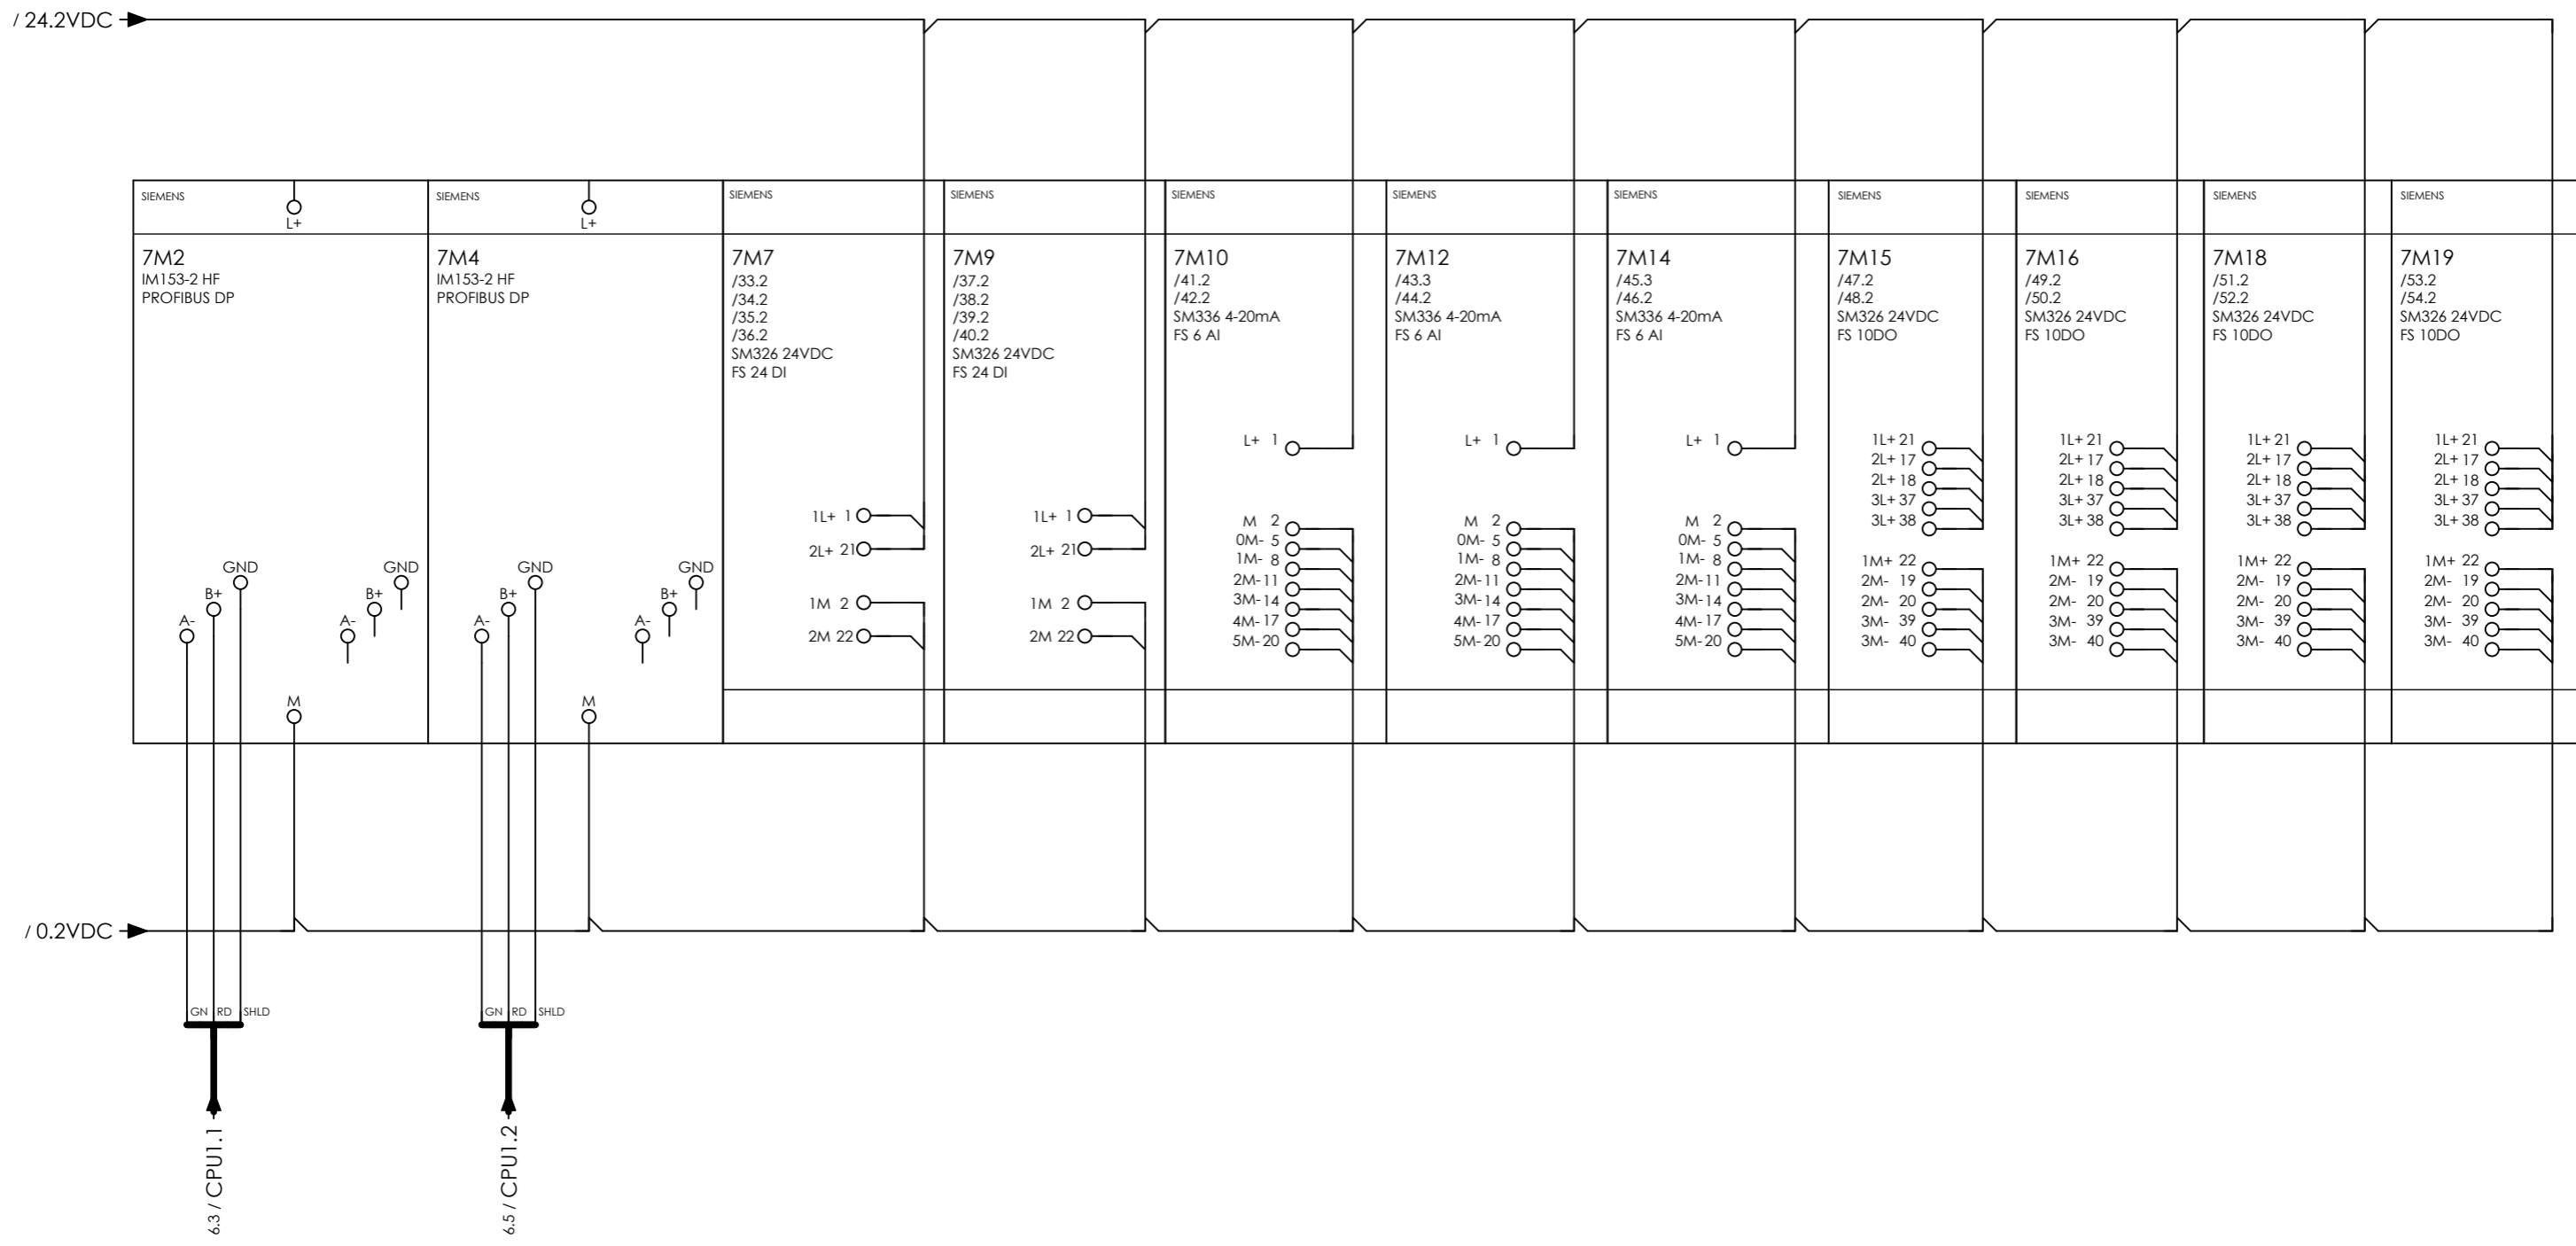 / 24.2VDC
SIEMENS
L+
7M2
IM153-2 HF
PROFIBUS DP
GND
B+
A-
GND
B+
A-
M
SIEMENS
L+
7M4
IM153-2 HF
PROFIBUS DP
GND
B+
A-
GND
B+
A-
M
SIEMENS
7M7
/33.2
/34.2
/35.2
/36.2
SM326 24VDC
FS 24 DI
1L+ 1
2L+ 21
1M 2
2M 22
SIEMENS
7M9
/37.2
/38.2
/39.2
/40.2
SM326 24VDC
FS 24 DI
1L+ 1
2L+ 21
1M 2
2M 22
SIEMENS
7M10
/41.2
/42.2
SM336 4-20mA
FS 6 AI
L+ 1
M 2
0M- 5
1M- 8
2M- 11
3M- 14
4M- 17
5M- 20
SIEMENS
7M12
/43.3
/44.2
SM336 4-20mA
FS 6 AI
L+ 1
M 2
0M- 5
1M- 8
2M- 11
3M- 14
4M- 17
5M- 20
SIEMENS
7M14
/45.3
/46.2
SM336 4-20mA
FS 6 AI
L+ 1
M 2
0M- 5
1M- 8
2M- 11
3M- 14
4M- 17
5M- 20
SIEMENS
7M15
/47.2
/48.2
SM326 24VDC
FS 10DO
1L+ 21
2L+ 17
2L+ 18
3L+ 37
3L+ 38
1M+ 22
2M- 19
2M- 20
3M- 39
3M- 40
SIEMENS
7M16
/49.2
/50.2
SM326 24VDC
FS 10DO
1L+ 21
2L+ 17
2L+ 18
3L+ 37
3L+ 38
1M+ 22
2M- 19
2M- 20
3M- 39
3M- 40
SIEMENS
7M18
/51.2
/52.2
SM326 24VDC
FS 10DO
1L+ 21
2L+ 17
2L+ 18
3L+ 37
3L+ 38
1M+ 22
2M- 19
2M- 20
3M- 39
3M- 40
SIEMENS
7M19
/53.2
/54.2
SM326 24VDC
FS 10DO
1L+ 21
2L+ 17
2L+ 18
3L+ 37
3L+ 38
1M+ 22
2M- 19
2M- 20
3M- 39
3M- 40
/ 0.2VDC
GN RD SHLD
6.3 / CPU1.1
GN RD SHLD
6.5 / CPU1.2